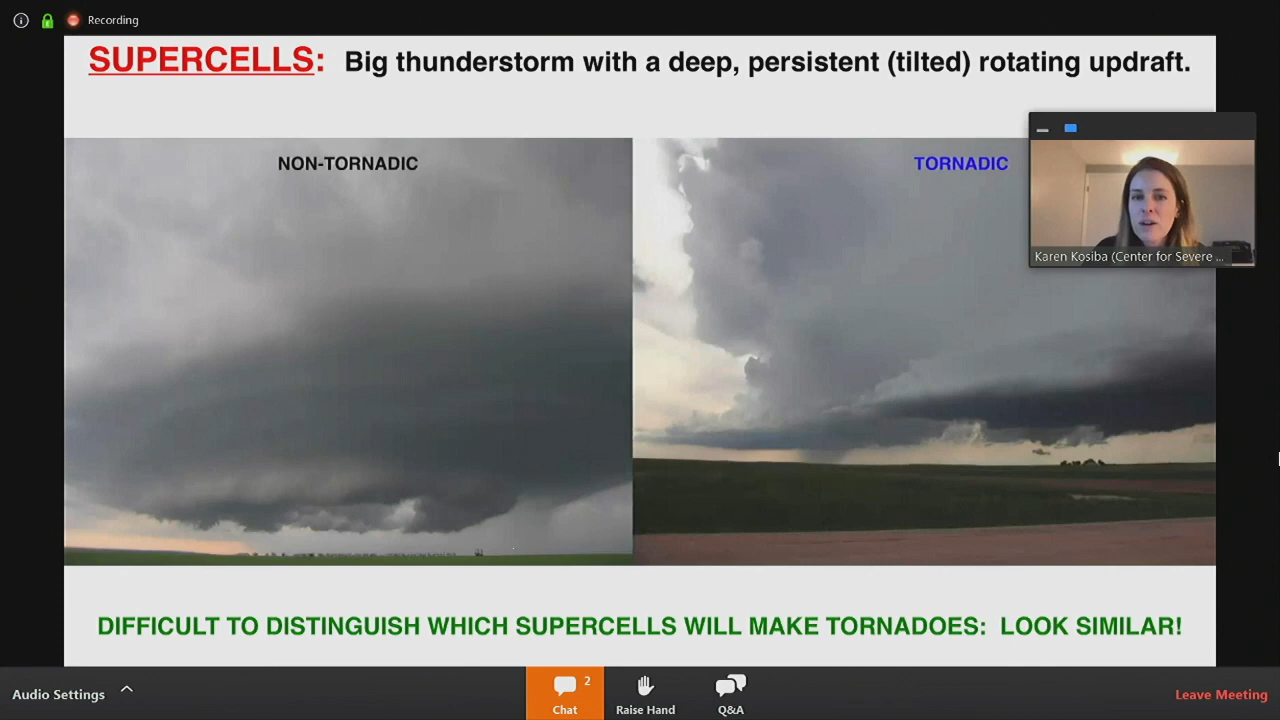 Recording
SUPERCELLS: Big thunderstorm with a deep, persistent (tilted) rotating updraft.
NON-TORNADIC
TORNADIC
Karen Kosiba (Center for Severe ...
DIFFICULT TO DISTINGUISH WHICH SUPERCELLS WILL MAKE TORNADOES: LOOK SIMILAR!
Audio Settings
2
Chat
Raise Hand
Q&A
Leave Meeting